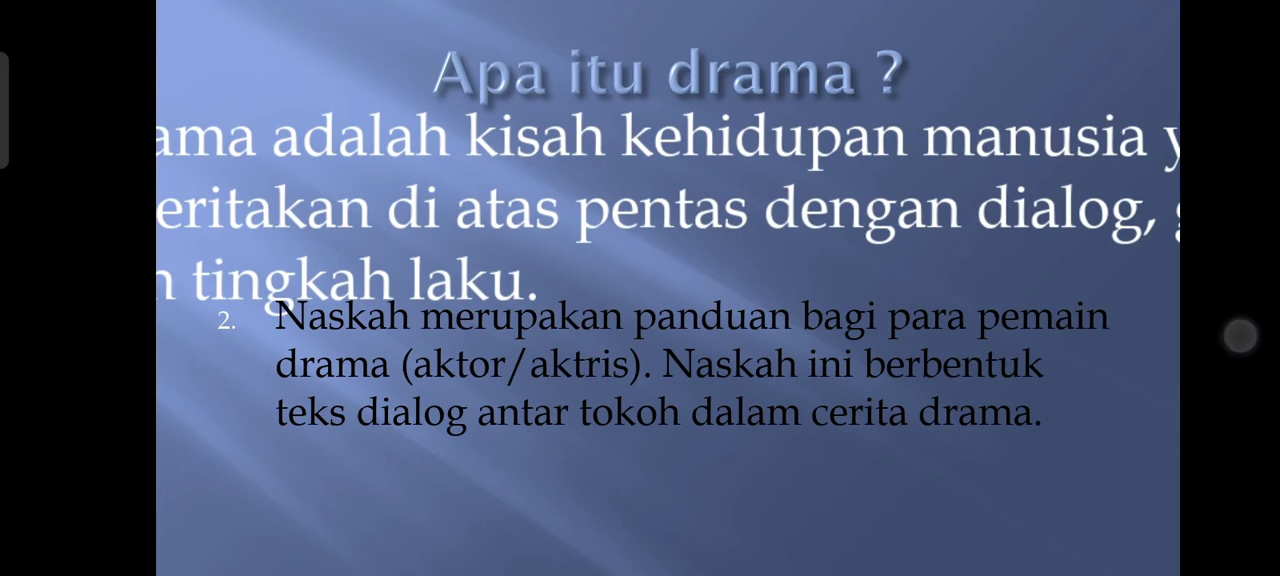 Apa itu drama ?
ama adalah kisah kehidupan manusia
eritakan di atas pentas dengan dialog,
tingkah laku.
2. Naskah merupakan panduan bagi para pemain
drama (aktor/aktris). Naskah ini berbentuk
teks dialog antar tokoh dalam cerita drama.